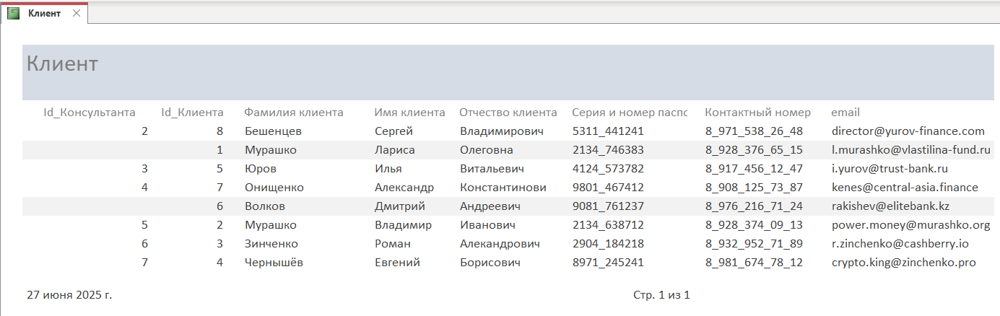 Клиент
Клиент
Id_Консультанта Id_Клиента Фамилия клиента Имя клиента Отчество клиента Серия и номер паспо Контактный номер email
2 8 Бешенцев Сергей Владимирович 5311_441241 8_971_538_26_48 director@yurov-finance.com
1 Мурашко Лариса Олеговна 2134_746383 8_928_376_65_15 l.murashko@vlastilina-fund.ru
3 5 Юров Илья Витальевич 4124_573782 8_917_456_12_47 i.yurov@trust-bank.ru
4 7 Онищенко Александр Константинови 9801_467412 8_908_125_73_87 kenes@central-asia.finance
6 Волков Дмитрий Андреевич 9081_761237 8_976_216_71_24 rakishev@elitebank.kz
5 2 Мурашко Владимир Иванович 2134_638712 8_928_374_09_13 power.money@murashko.org
6 3 Зинченко Роман Алекандрович 2904_184218 8_932_952_71_89 r.zinchenko@cashberry.io
7 4 Чернышёв Евгений Борисович 8971_245241 8_981_674_78_12 crypto.king@zinchenko.pro
27 июня 2025 г. Стр. 1 из 1